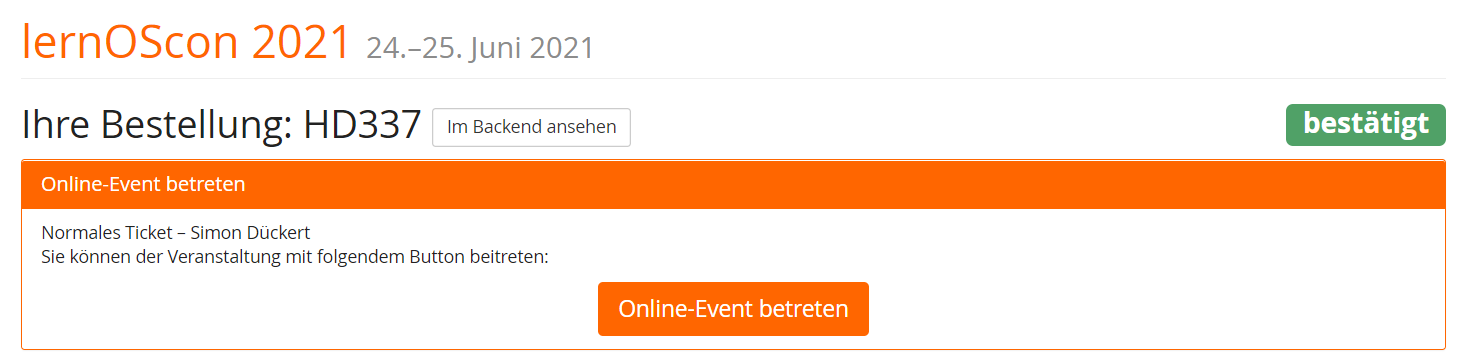 lernOScon 2021 24.–25. Juni 2021
Ihre Bestellung: HD337 Im Backend ansehen bestätigt
Online-Event betreten
Normales Ticket – Simon Dückert
Sie können der Veranstaltung mit folgendem Button beitreten:
Online-Event betreten